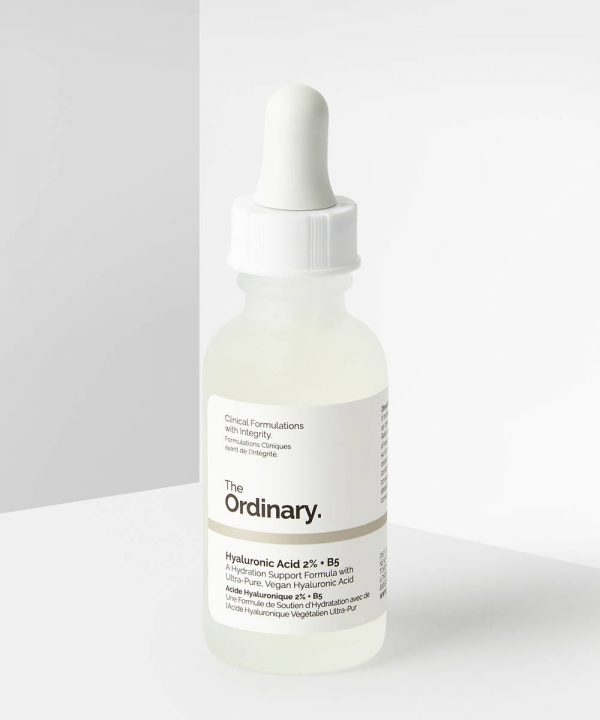 Clinical Formulations
with Integrity.
Formulations Cliniques
ayant de l'Intégrité.
The
Ordinary.
Hyaluronic Acid 2% + B5
A Hydration Support Formula with
Ultra-Pure, Vegan Hyaluronic Acid
Acide Hyaluronique 2% + B5
Une Formule de Soutien d'Hydratation avec de
l'Acide Hyaluronique Végétalien Ultra-Pur